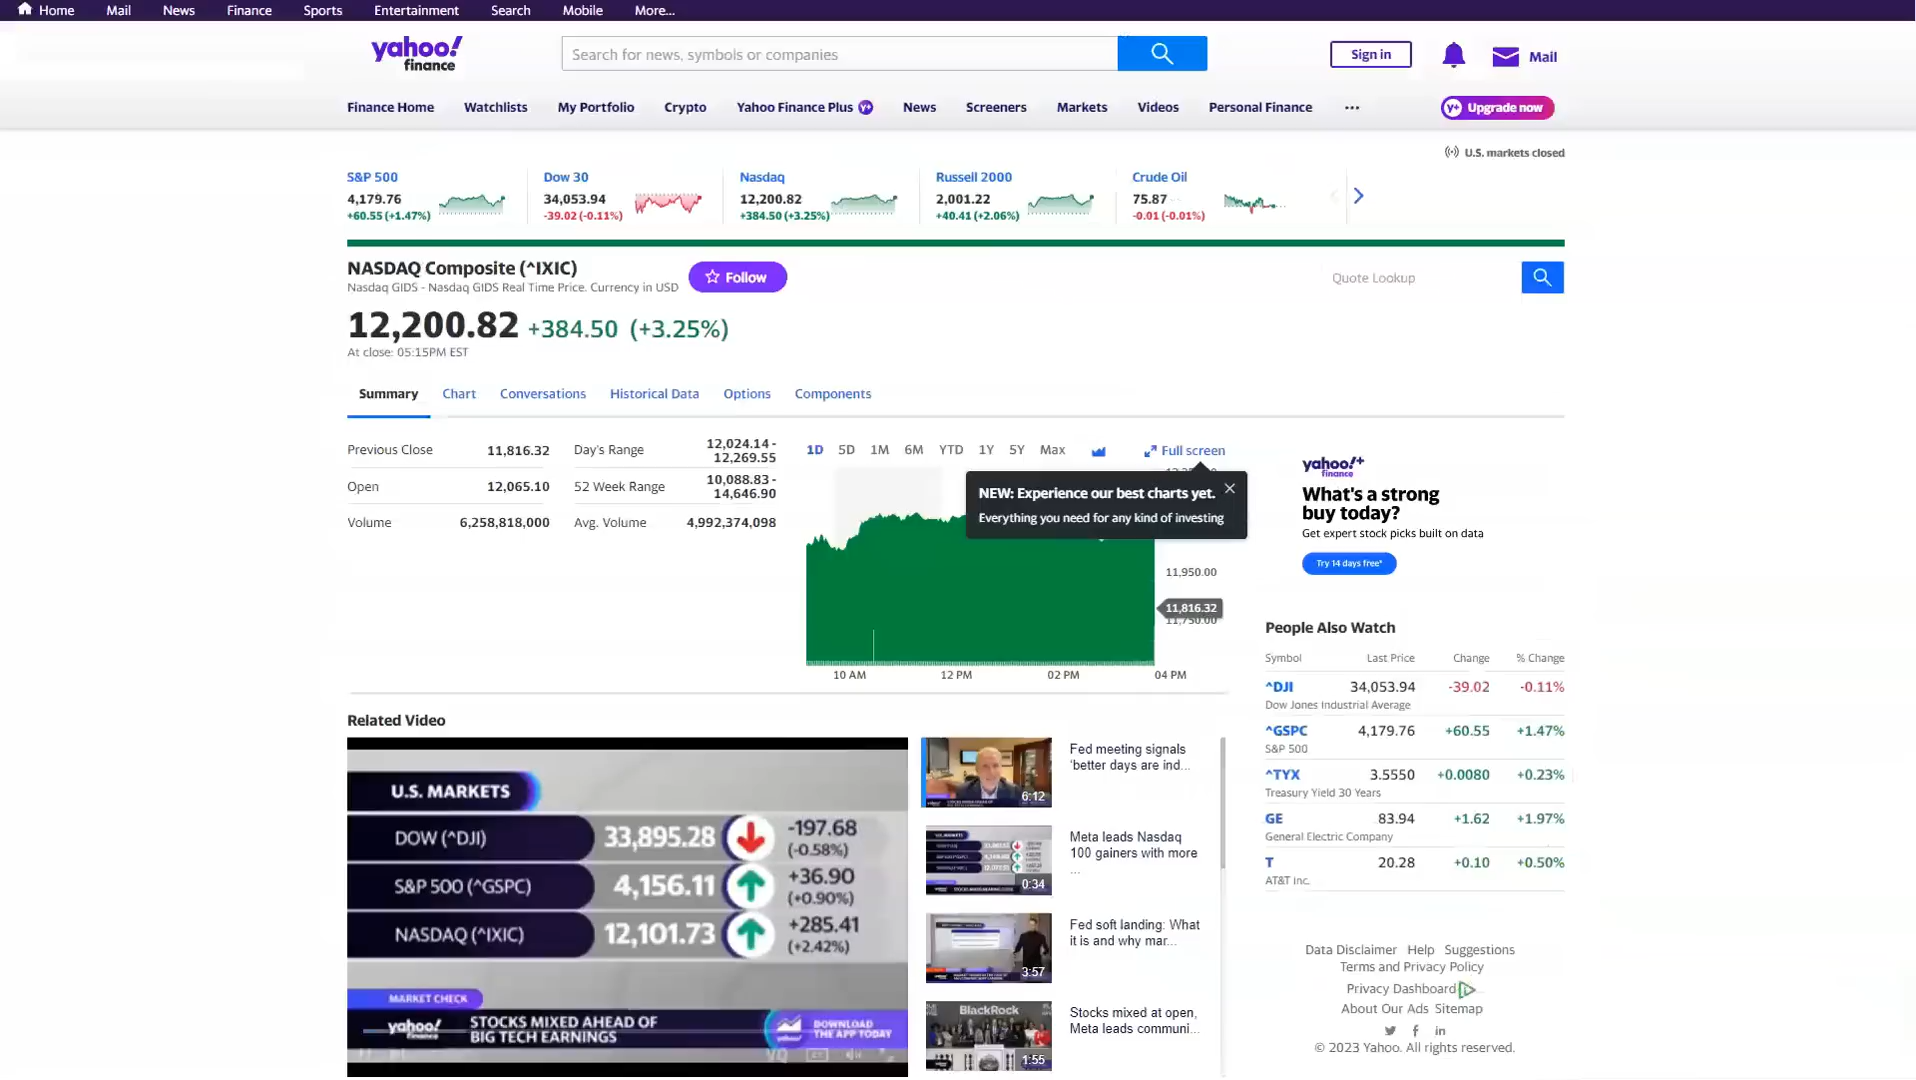 Home Mail News Finance Sports Entertainment Search Mobile More...
yahoo!
finance
Search for news, symbols or companies
Sign in
Mail
Finance Home Watchlists My Portfolio Crypto Yahoo Finance Plus News Screeners Markets Videos Personal Finance ...
Upgrade now
U.S. markets closed
S&P 500
4,179.76
+60.55 (+1.47%)
Dow 30
34,053.94
-39.02 (-0.11%)
Nasdaq
12,200.82
+384.50 (+3.25%)
Russell 2000
2,001.22
+40.41 (+2.06%)
Crude Oil
75.87
-0.01 (-0.01%)
NASDAQ Composite (^IXIC)
Nasdaq GIDS - Nasdaq GIDS Real Time Price. Currency in USD
Follow
Quote Lookup
12,200.82 +384.50 (+3.25%)
At close: 05:15PM EST
Summary Chart Conversations Historical Data Options Components
Previous Close 11,816.32
Open 12,065.10
Volume 6,258,818,000
Day's Range 12,024.14 -
12,269.55
52 Week Range 10,088.83 -
14,646.90
Avg. Volume 4,992,374,098
1D 5D 1M 6M YTD 1Y 5Y Max
Full screen
NEW: Experience our best charts yet.
Everything you need for any kind of investing
11,950.00
11,816.32
11,750.00
10 AM 12 PM 02 PM 04 PM
yahoo!+
finance
What's a strong
buy today?
Get expert stock picks built on data
Try 14 days free*
People Also Watch
Symbol Last Price Change % Change
^DJI 34,053.94 -39.02 -0.11%
Dow Jones Industrial Average
^GSPC 4,179.76 +60.55 +1.47%
S&P 500
^TYX 3.5550 +0.0080 +0.23%
Treasury Yield 30 Years
GE 83.94 +1.62 +1.97%
General Electric Company
T 20.28 +0.10 +0.50%
AT&T Inc.
Related Video
U.S. MARKETS
DOW (^DJI) 33,895.28 -197.68
(-0.58%)
S&P 500 (^GSPC) 4,156.11 +36.90
(+0.90%)
NASDAQ (^IXIC) 12,101.73 +285.41
(+2.42%)
MARKET CHECK
yahoo!
finance
STOCKS MIXED AHEAD OF
BIG TECH EARNINGS
DOWNLOAD
THE APP TODAY
6:12
Fed meeting signals
'better days are ind...
0:34
Meta leads Nasdaq
100 gainers with more
...
3:57
Fed soft landing: What
it is and why mar...
BlackRock
1:55
Stocks mixed at open,
Meta leads communi...
Data Disclaimer Help Suggestions
Terms and Privacy Policy
Privacy Dashboard
About Our Ads Sitemap
© 2023 Yahoo. All rights reserved.